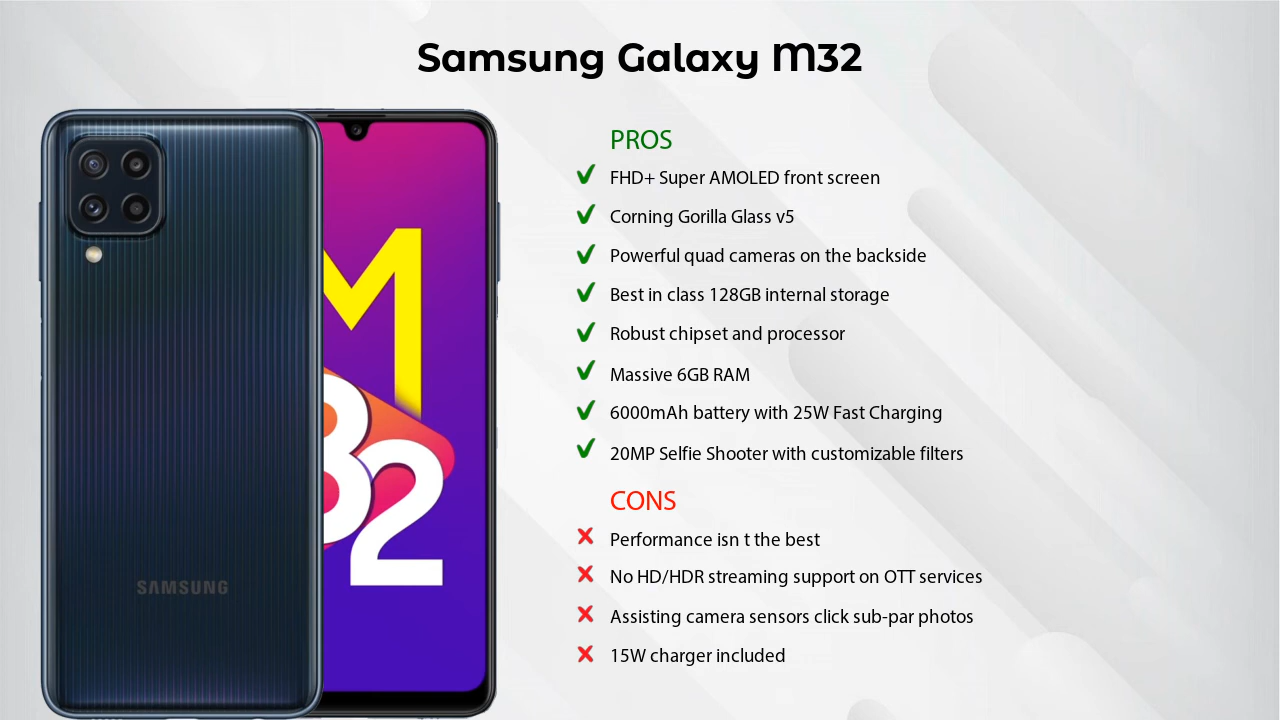 Samsung Galaxy M32
SAMSUNG
M
32
PROS
FHD+ Super AMOLED front screen
Corning Gorilla Glass v5
Powerful quad cameras on the backside
Best in class 128GB internal storage
Robust chipset and processor
Massive 6GB RAM
6000mAh battery with 25W Fast Charging
20MP Selfie Shooter with customizable filters
CONS
Performance isn t the best
No HD/HDR streaming support on OTT services
Assisting camera sensors click sub-par photos
15W charger included